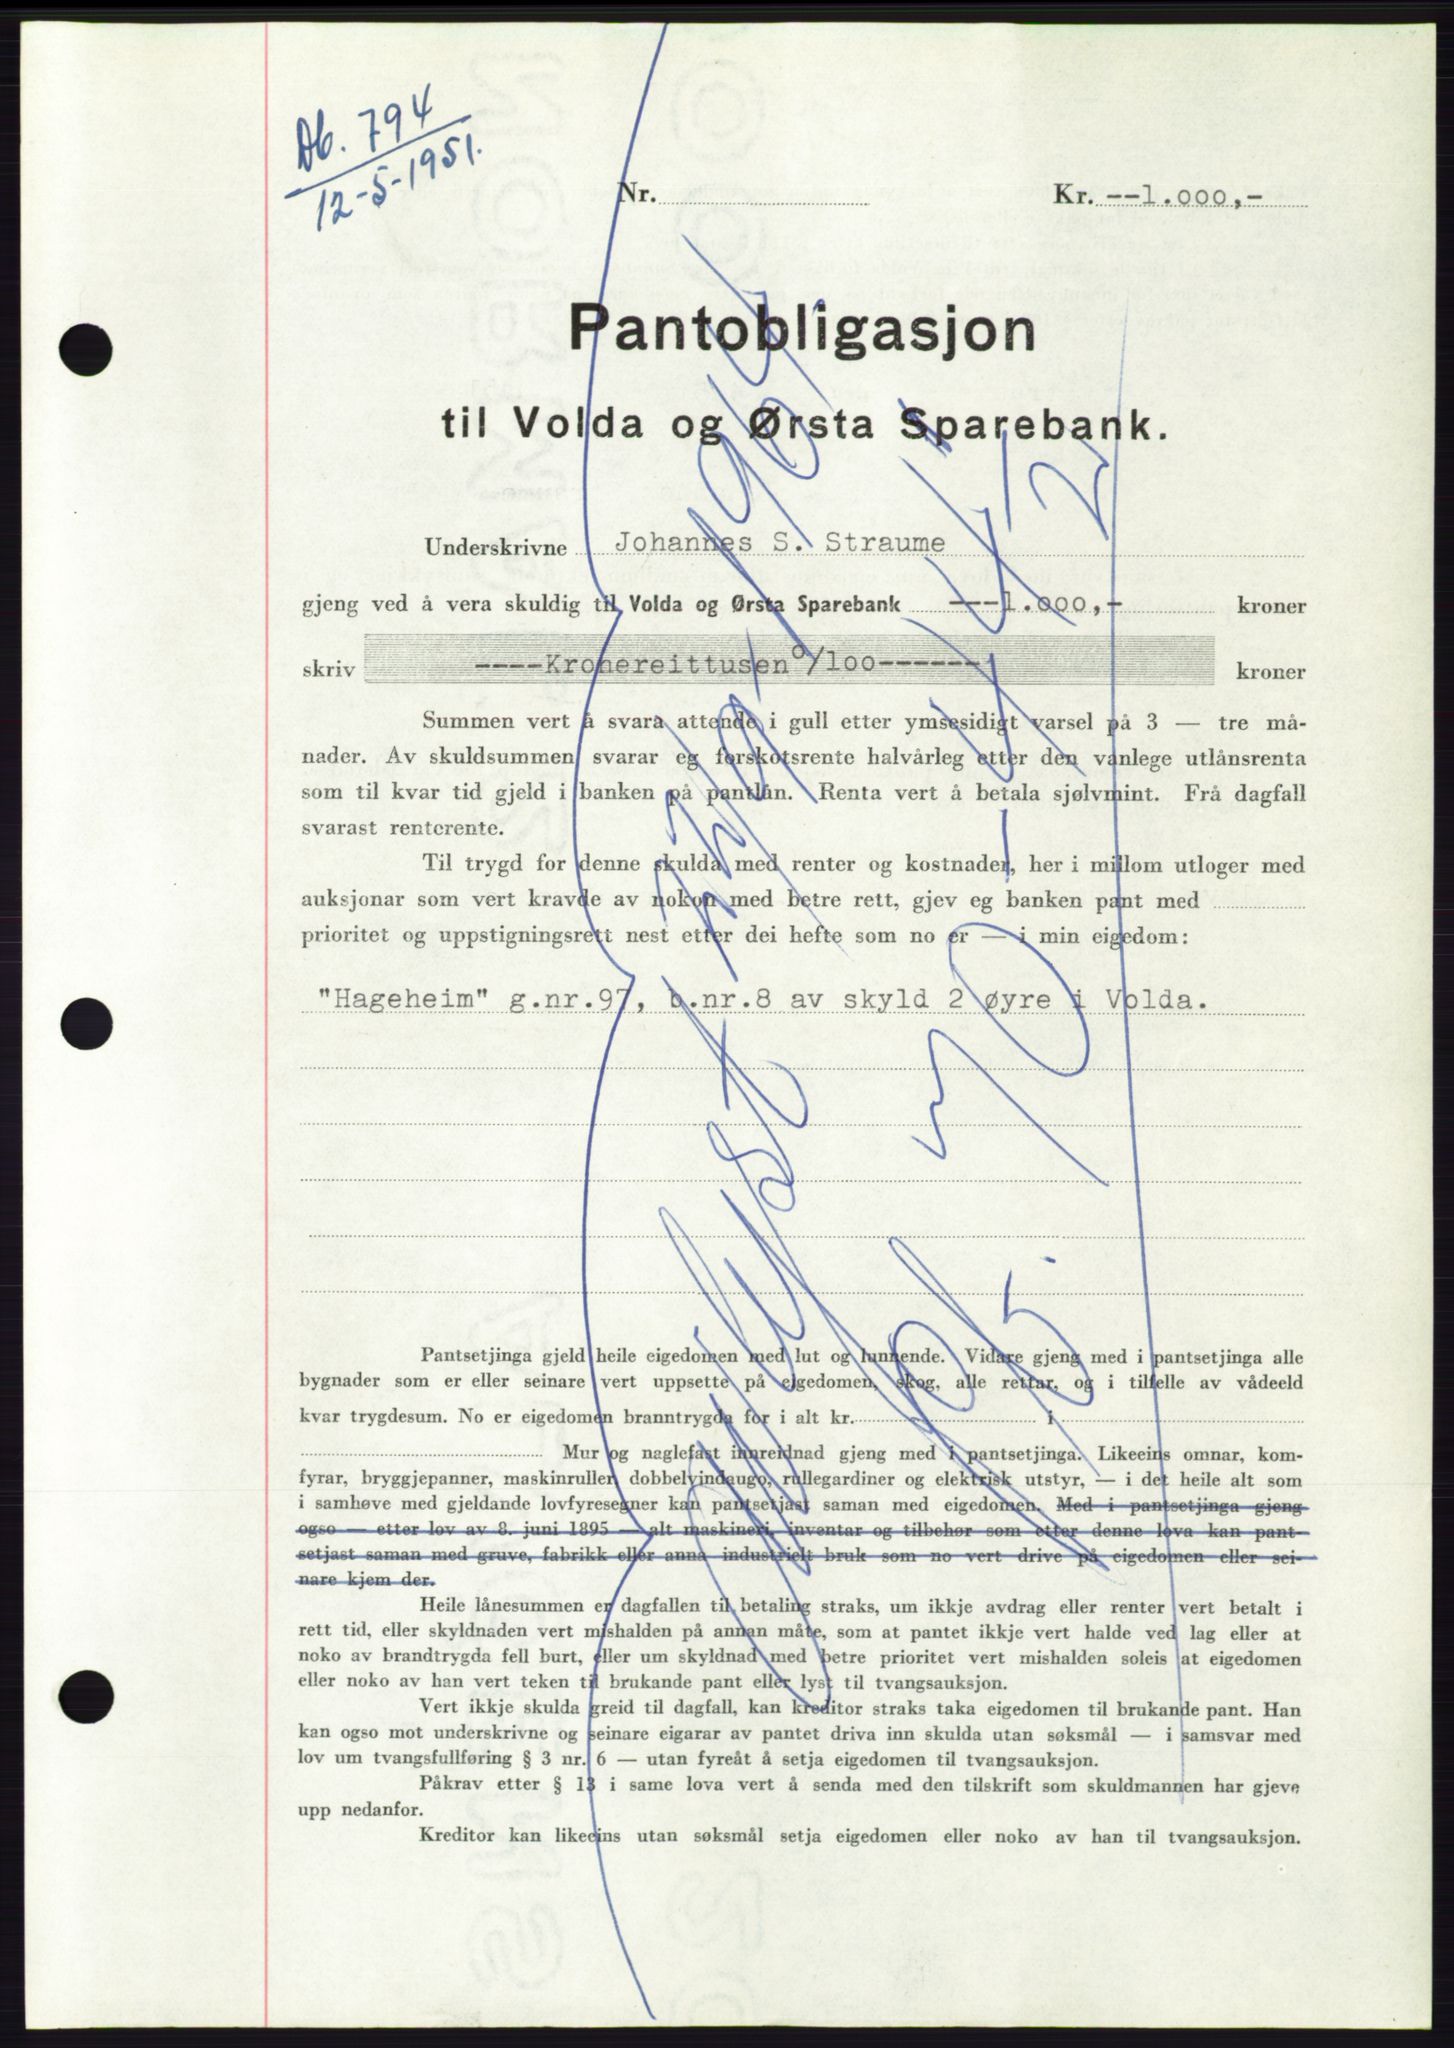 Db. 794
12-5-1951.
Nr. Kr. --1.000,-
Pantobligasjon
til Volda og Ørsta Sparebank.
Underskrivne Johannes S. Straume
gjeng ved å vera skuldig til Volda og Ørsta Sparebank ---1.000,- kroner
skriv ----Kronereittusen o/100------ kroner
Summen vert å svara attende i gull etter ymsesidigt varsel på 3 — tre må-
nader. Av skuldsummen svarar eg forskotsrente halvårleg etter den vanlege utlånsrenta
som til kvar tid gjeld i banken på pantlån. Renta vert å betala sjølvmint. Frå dagfall
svarast renterente.
Til trygd for denne skulda med renter og kostnader, her i millom utloger med
auksjonar som vert kravde av nokon med betre rett, gjev eg banken pant med
prioritet og uppstigningsrett nest etter dei hefte som no er — i min eigedom:
"Hageheim" g.nr.97, b.nr.8 av skyld 2 øyre i Volda.
Pantsetjinga gjeld heile eigedomen med lut og lunnende. Vidare gjeng med i pantsetjinga alle
bygnader som er eller seinare vert uppsette på eigedomen, skog, alle rettar, og i tilfelle av vådeeld
kvar trygdesum. No er eigedomen branntrygda for i alt kr. i
Mur og naglefast innreidnad gjeng med i pantsetjinga. Likeeins omnar, kom-
fyrar, bryggjepanner, maskinruller, dobbelvindaugo, rullegardiner og elektrisk utstyr, — i det heile alt som
i samhøve med gjeldande lovfyresegner kan pantsetjast saman med eigedomen. Med i pantsetjinga gjeng
ogso — etter lov av 8. juni 1895 — alt maskineri, inventar og tilbehør som etter denne lova kan pant-
setjast saman med gruve, fabrikk eller anna industrielt bruk som no vert drive på eigedomen eller sei-
nare kjem der.
Heile lånesummen er dagfallen til betaling straks, um ikkje avdrag eller renter vert betalt i
rett tid, eller skyldnaden vert mishalden på annan måte, som at pantet ikkje vert halde ved lag eller at
noko av brandtrygda fell burt, eller um skyldnad med betre prioritet vert mishalden soleis at eigedomen
eller noko av han vert teken til brukande pant eller lyst til tvangsauksjon.
Vert ikkje skulda greid til dagfall, kan kreditor straks taka eigedomen til brukande pant. Han
kan ogso mot underskrivne og seinare eigarar av pantet driva inn skulda utan søksmål — i samsvar med
lov um tvangsfullføring § 3 nr. 6 — utan fyreåt å setja eigedomen til tvangsauksjon.
Påkrav etter § 13 i same lova vert å senda med den tilskrift som skuldmannen har gjeve
upp nedanfor.
Kreditor kan likeeins utan søksmål setja eigedomen eller noko av han til tvangsauksjon.